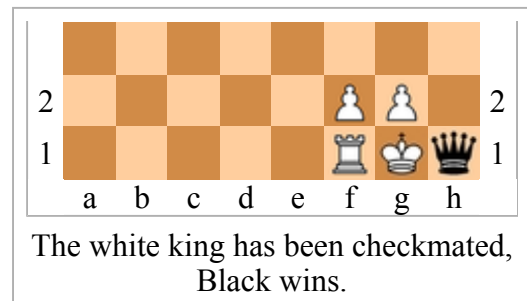 2 2
1 1
a b c d e f g h
The white king has been checkmated,
Black wins.